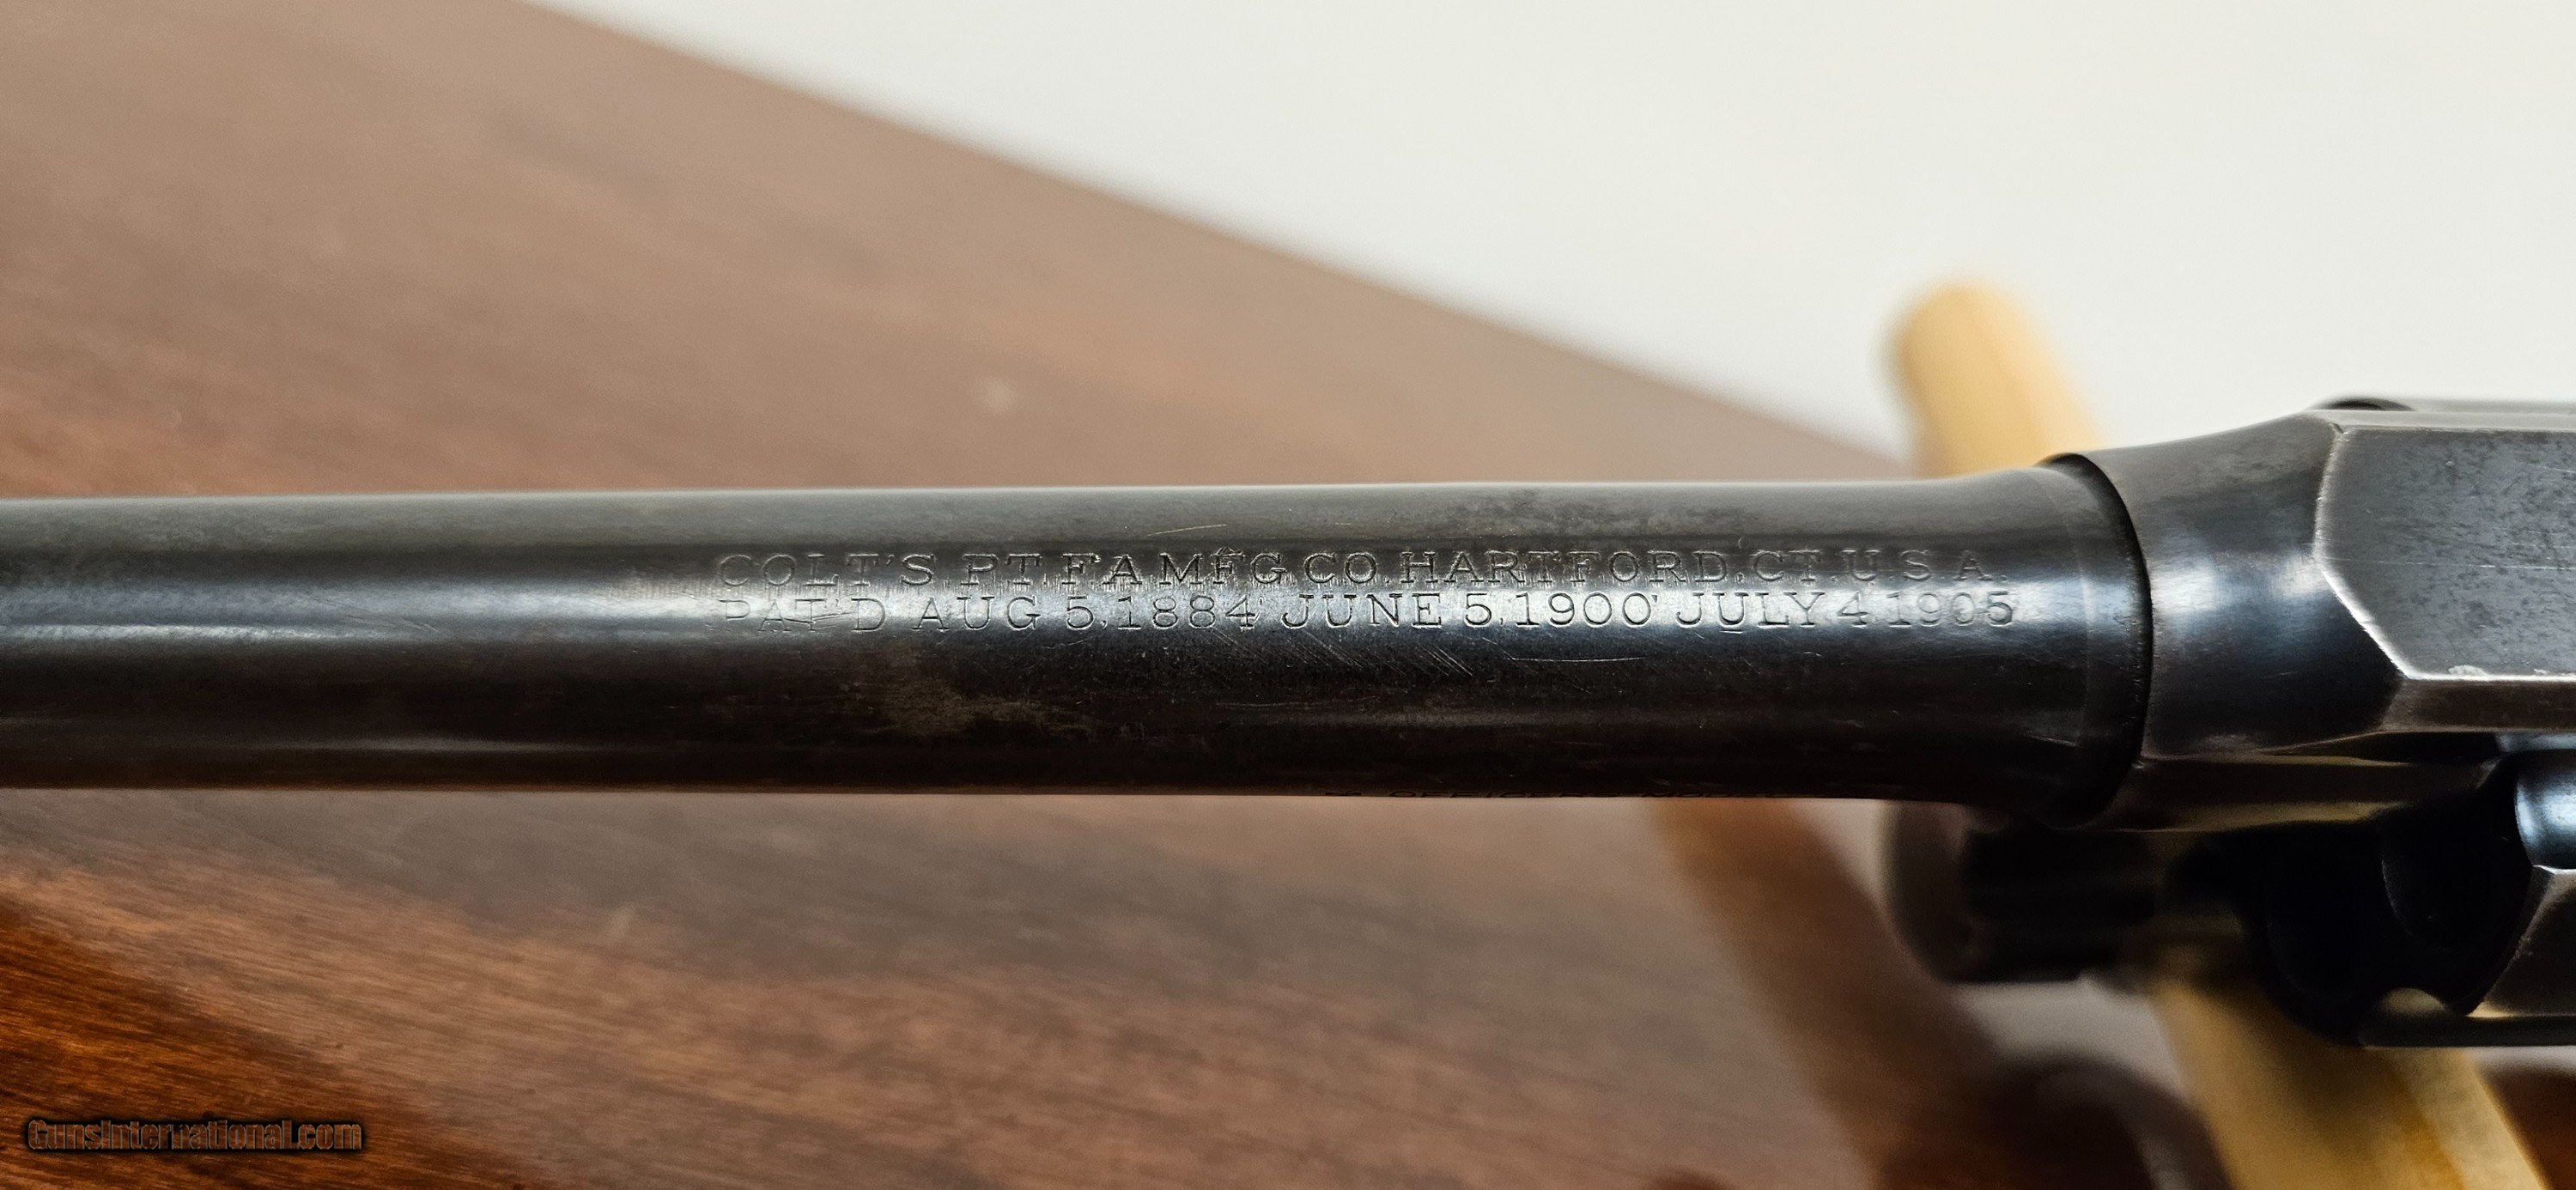 COLT'S PT. F. A. MFG. CO. HARTFORD, CT. U.S.A.
PAT'D AUG 5, 1884 JUNE 5, 1900 JULY 4 1905
GunsInternational.com